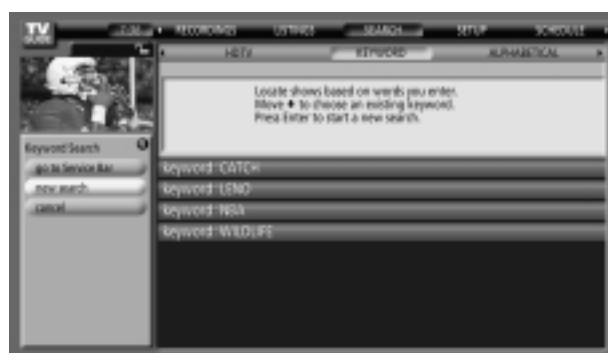 TV
GUIDE
RECORDINGS LISTINGS SEARCH SETUP SCHEDULE
HDTV KEYWORD ALPHABETICAL
Locate shows based on words you enter.
Move to choose an existing keyword.
Press Enter to start a new search.
Keyword Search
go to Service Bar
new search
cancel
keyword: CATCH
keyword: LENO
keyword: NBA
keyword: WILDLIFE